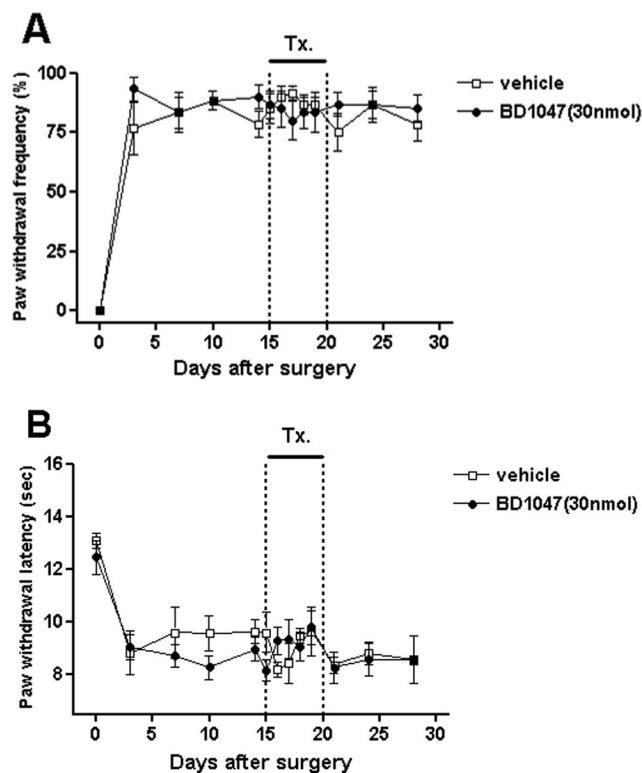 A
Tx.
100
75
50
25
0
Paw withdrawal frequency (%)
vehicle
BD1047(30nmol)
0 5 10 15 20 25 30
Days after surgery
B
Tx.
16
14
12
10
8
Paw withdrawal latency (sec)
vehicle
BD1047(30nmol)
0 5 10 15 20 25 30
Days after surgery